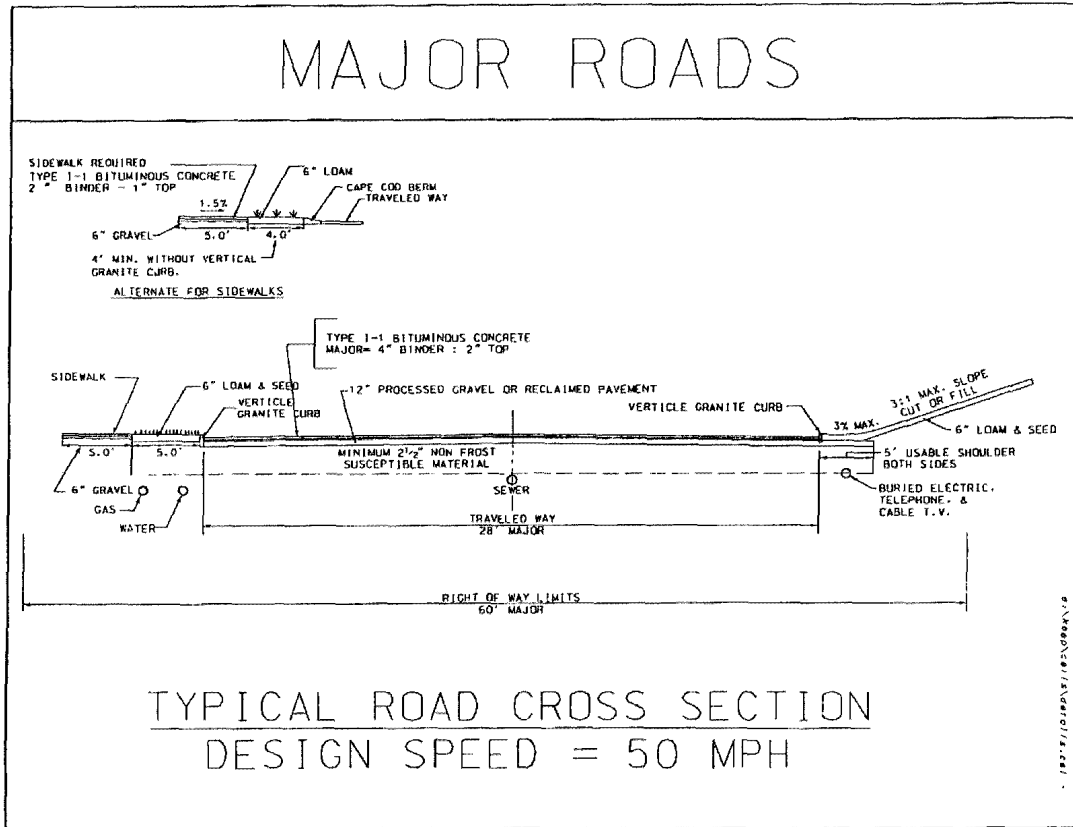 MAJOR ROADS
SIDEWALK REQUIRED
TYPE I-1 BITUMINOUS CONCRETE
2 " BINDER - 1" TOP
6" LOAM
CAPE COD BERM
TRAVELED WAY
1.5%
6" GRAVEL
5.0'
4.0'
4' MIN. WITHOUT VERTICAL
GRANITE CURB.
ALTERNATE FOR SIDEWALKS
TYPE I-1 BITUMINOUS CONCRETE
MAJOR= 4" BINDER : 2" TOP
SIDEWALK
6" LOAM & SEED
VERTICLE
GRANITE CURB
12" PROCESSED GRAVEL OR RECLAIMED PAVEMENT
VERTICLE GRANITE CURB
3% MAX.
3:1 MAX. SLOPE
CUT OR FILL
6" LOAM & SEED
5.0'
5.0'
MINIMUM 2 1/2" NON FROST
SUSCEPTIBLE MATERIAL
5' USABLE SHOULDER
BOTH SIDES
6" GRAVEL
GAS
WATER
SEWER
BURIED ELECTRIC,
TELEPHONE, &
CABLE T.V.
TRAVELED WAY
28' MAJOR
RIGHT OF WAY LIMITS
60' MAJOR
TYPICAL ROAD CROSS SECTION
DESIGN SPEED = 50 MPH